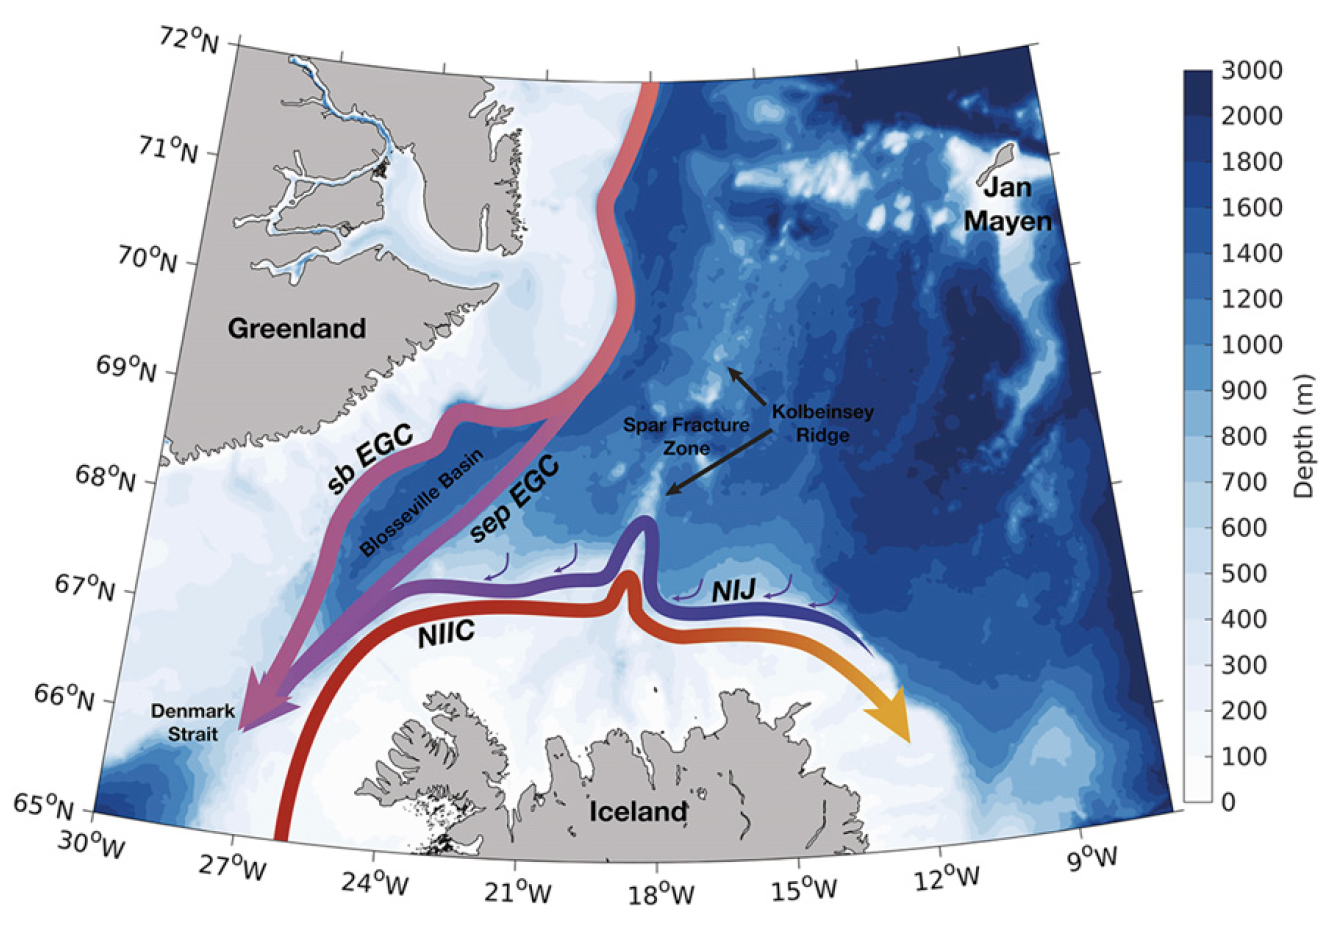 72°N
71°N
70°N
69°N
68°N
67°N
66°N
65°N
30°W
27°W
24°W
21°W
18°W
15°W
12°W
9°W
Greenland
Jan
Mayen
Kolbeinsey
Ridge
Spar Fracture
Zone
sb EGC
Blosseville Basin
sep EGC
NIJ
NIIC
Denmark
Strait
Iceland
3000
2000
1800
1600
1400
1200
1000
900
800
700
600
500
400
300
200
100
0
Depth (m)